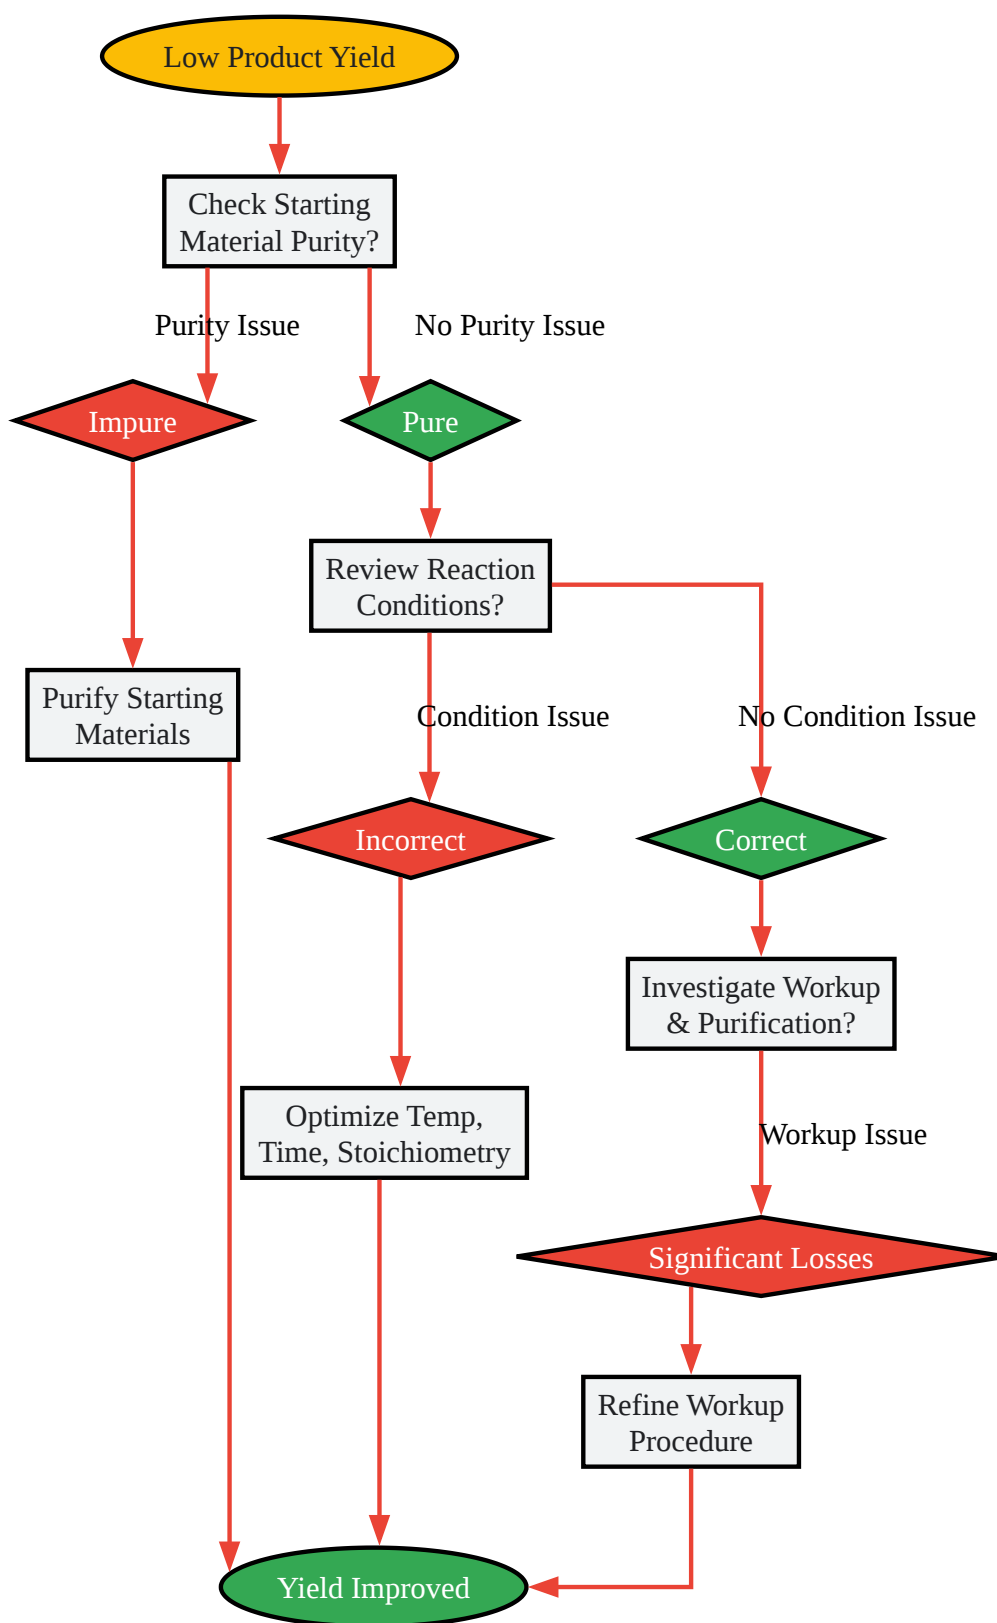 Low Product Yield
Check Starting
Material Purity?
Purity Issue
No Purity Issue
Impure
Pure
Review Reaction
Conditions?
Purify Starting
Materials
Condition Issue
No Condition Issue
Incorrect
Correct
Investigate Workup
& Purification?
Optimize Temp,
Time, Stoichiometry
Workup Issue
Significant Losses
Refine Workup
Procedure
Yield Improved